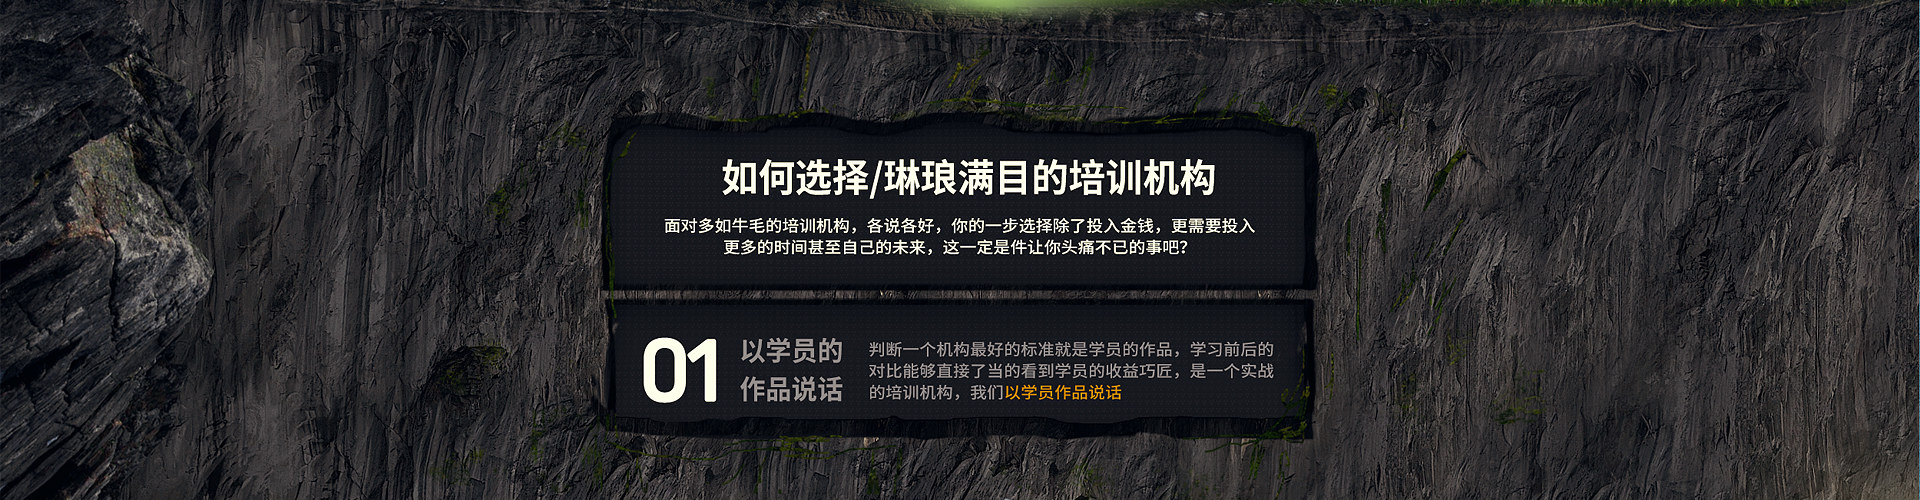 如何选择/琳琅满目的培训机构
面对多如牛毛的培训机构，各说各好，你的一步选择除了投入金钱，更需要投入
更多的时间甚至自己的未来，这一定是件让你头痛不已的事吧？
01
以学员的
作品说话
判断一个机构最好的标准就是学员的作品，学习前后的
对比能够直接了当的看到学员的收益巧匠，是一个实战
的培训机构，我们以学员作品说话